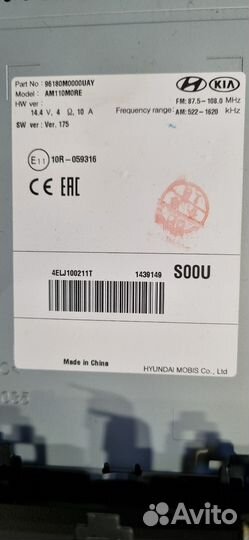 Part No : 96180M0000UAY
Model : AM110M0RE
HW ver :
14.4 V, 4 Ω, 10 A
SW ver : Ver. 175
HYUNDAI KIA
FM: 87.5-108.0 MHz
Frequency range: AM: 522-1620 kHz
E11 10R-059316
CE EAC
4ELJ100211T 1439149 S00U
Made in China
HYUNDAI MOBIS Co., Ltd
Avito